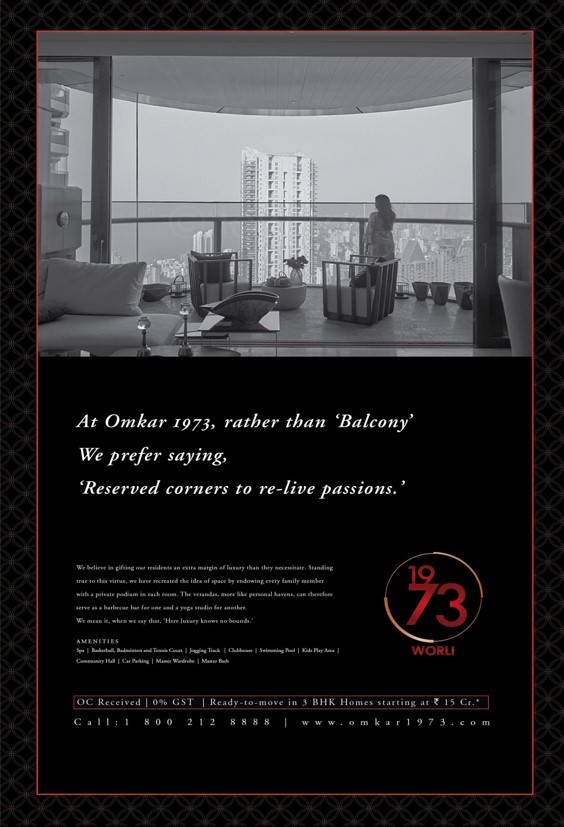 At Omkar 1973, rather than ‘Balcony’
We prefer saying,
‘Reserved corners to re-live passions.’
We believe in gifting our residents an extra margin of luxury than they necessitate. Standing
true to this virtue, we have recreated the idea of space by endowing every family member
with a private podium in each room. The verandas, more like personal havens, can therefore
serve as a barbecue bar for one and a yoga studio for another.
We mean it, when we say that, 'Here luxury knows no bounds.'
AMENITIES
Spa | Basketball, Badminton and Tennis Court | Jogging Track | Clubhouse | Swimming Pool | Kids Play Area |
Community Hall | Car Parking | Master Wardrobe | Master Bath
1973
WORLI
OC Received | 0% GST | Ready-to-move in 3 BHK Homes starting at ₹ 15 Cr.*
Call:1 800 212 8888 | www.omkar1973.com